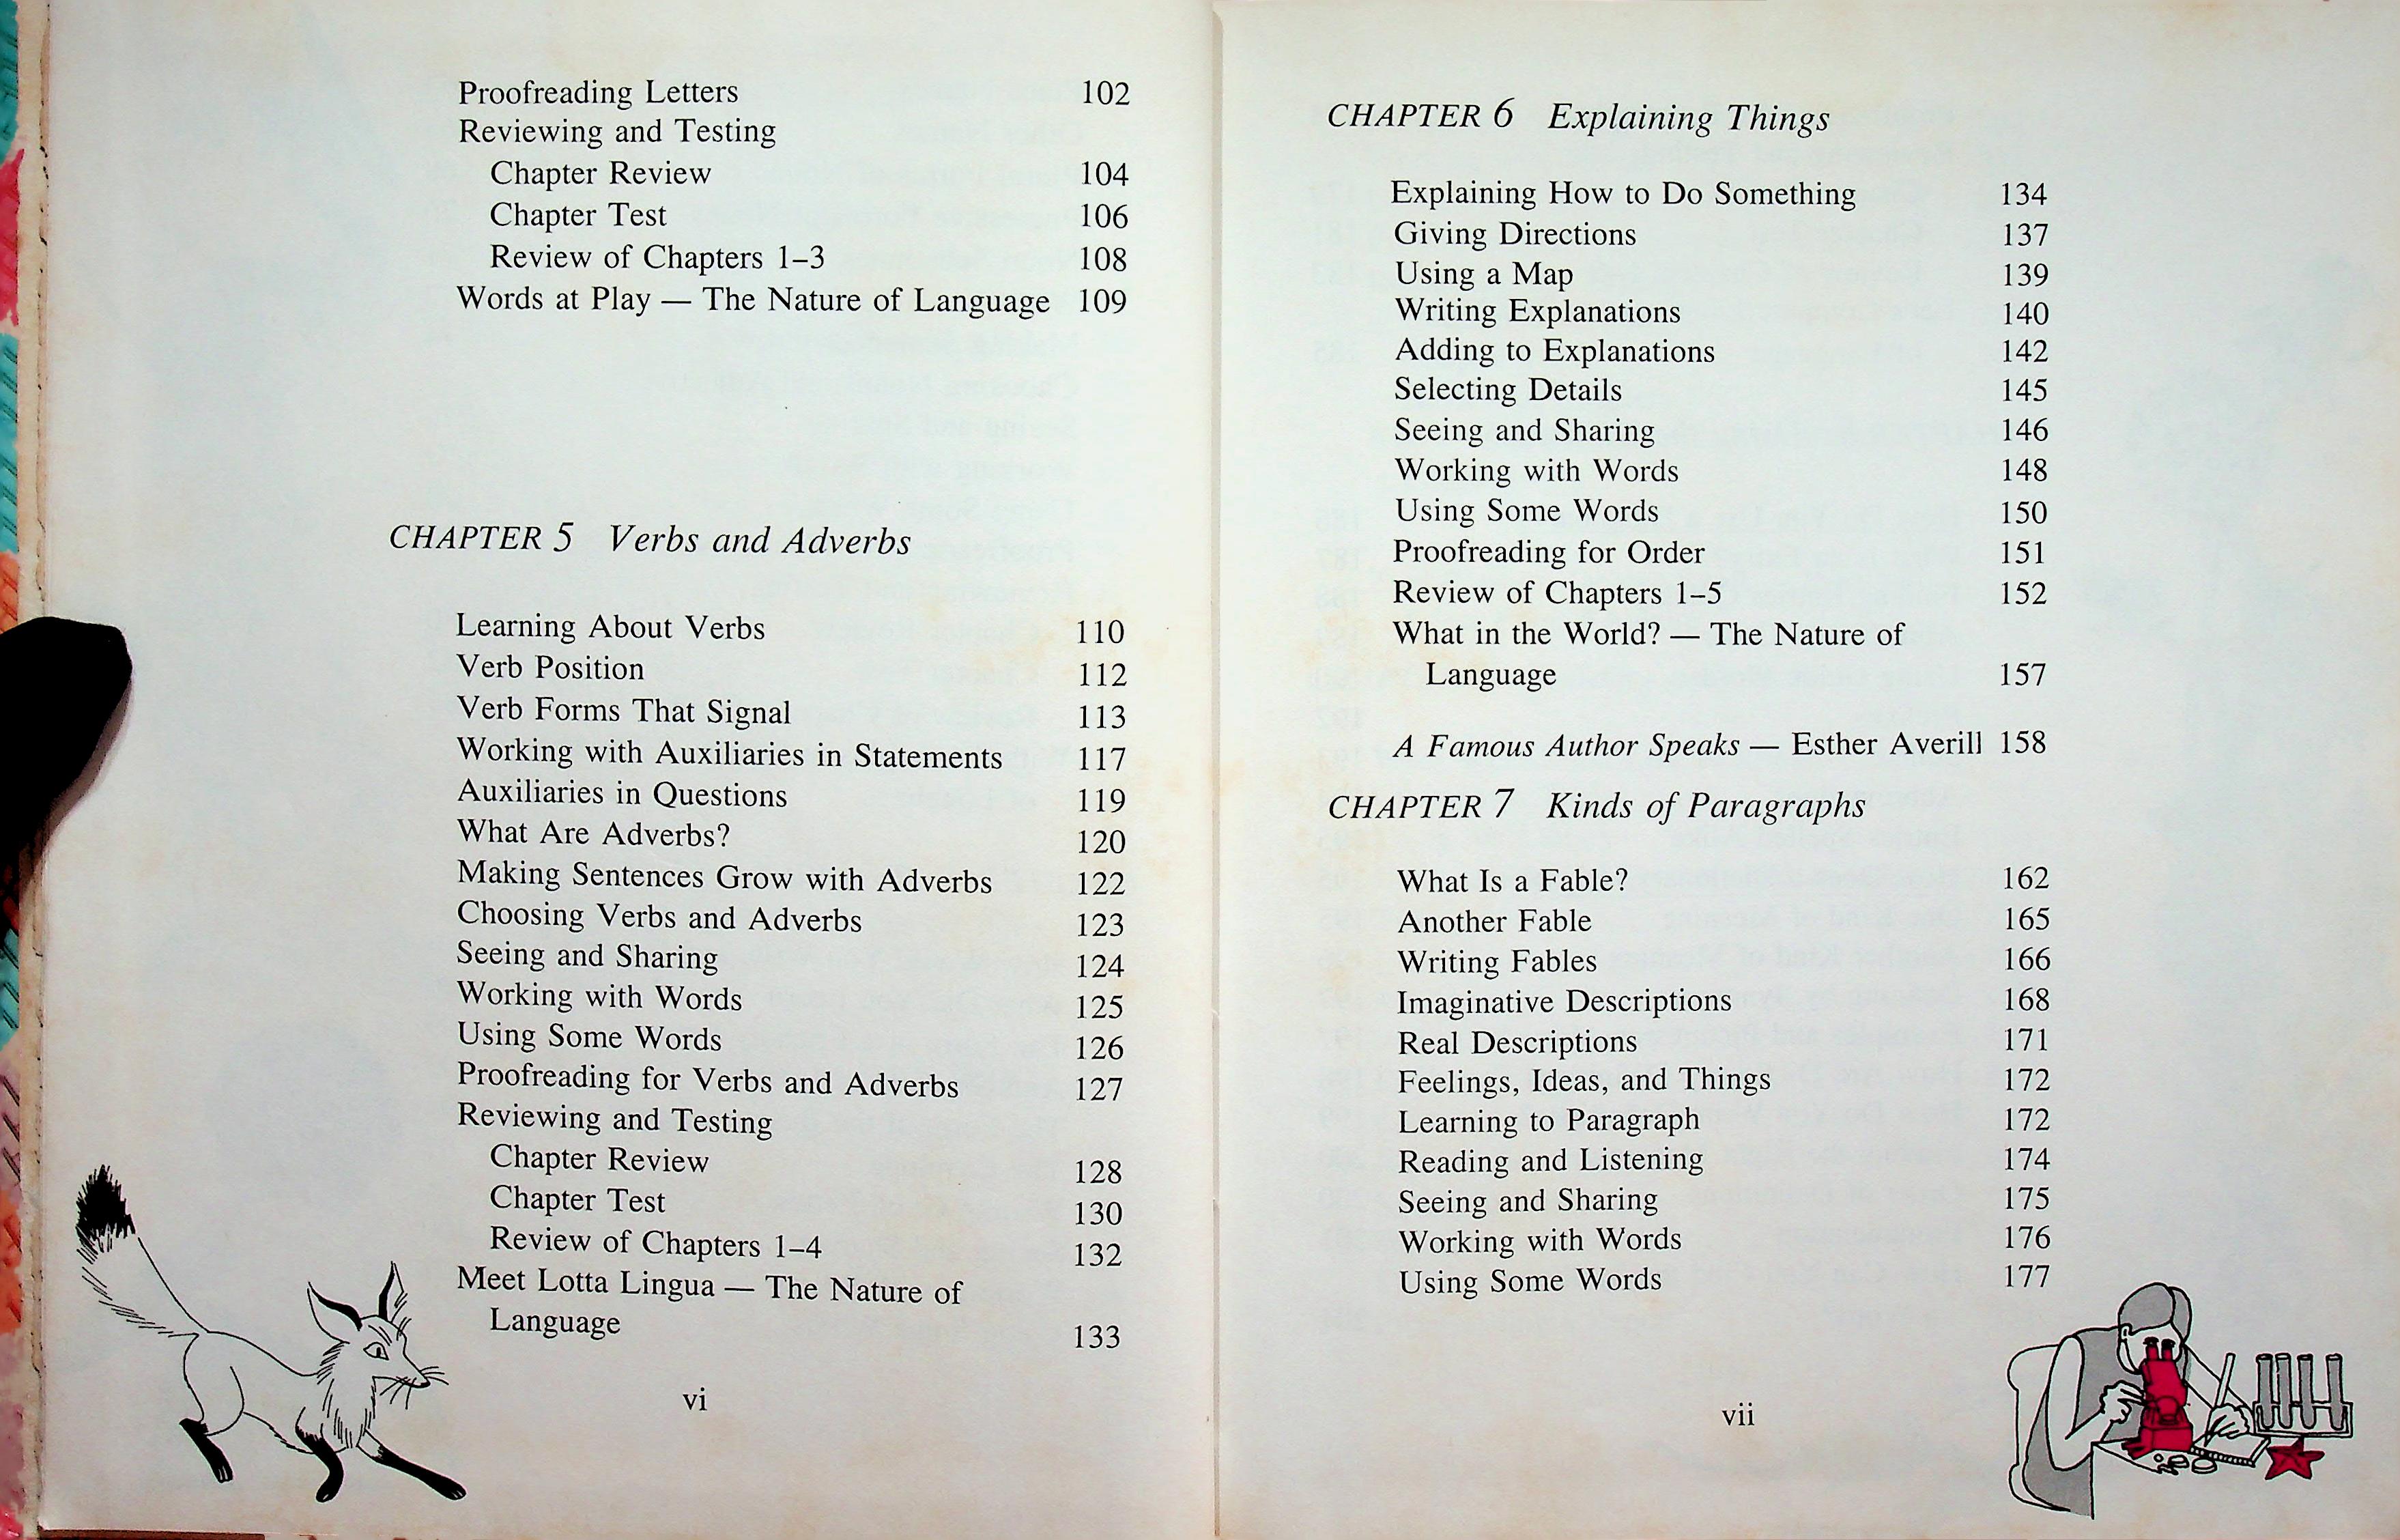 Proofreading Letters 102
Reviewing and Testing
Chapter Review 104
Chapter Test 106
Review of Chapters 1–3 108
Words at Play — The Nature of Language 109
CHAPTER 5 Verbs and Adverbs
Learning About Verbs 110
Verb Position 112
Verb Forms That Signal 113
Working with Auxiliaries in Statements 117
Auxiliaries in Questions 119
What Are Adverbs? 120
Making Sentences Grow with Adverbs 122
Choosing Verbs and Adverbs 123
Seeing and Sharing 124
Working with Words 125
Using Some Words 126
Proofreading for Verbs and Adverbs 127
Reviewing and Testing
Chapter Review 128
Chapter Test 130
Review of Chapters 1–4 132
Meet Lotta Lingua — The Nature of
Language 133
vi
CHAPTER 6 Explaining Things
Explaining How to Do Something 134
Giving Directions 137
Using a Map 139
Writing Explanations 140
Adding to Explanations 142
Selecting Details 145
Seeing and Sharing 146
Working with Words 148
Using Some Words 150
Proofreading for Order 151
Review of Chapters 1–5 152
What in the World? — The Nature of
Language 157
A Famous Author Speaks — Esther Averill 158
CHAPTER 7 Kinds of Paragraphs
What Is a Fable? 162
Another Fable 165
Writing Fables 166
Imaginative Descriptions 168
Real Descriptions 171
Feelings, Ideas, and Things 172
Learning to Paragraph 172
Reading and Listening 174
Seeing and Sharing 175
Working with Words 176
Using Some Words 177
vii